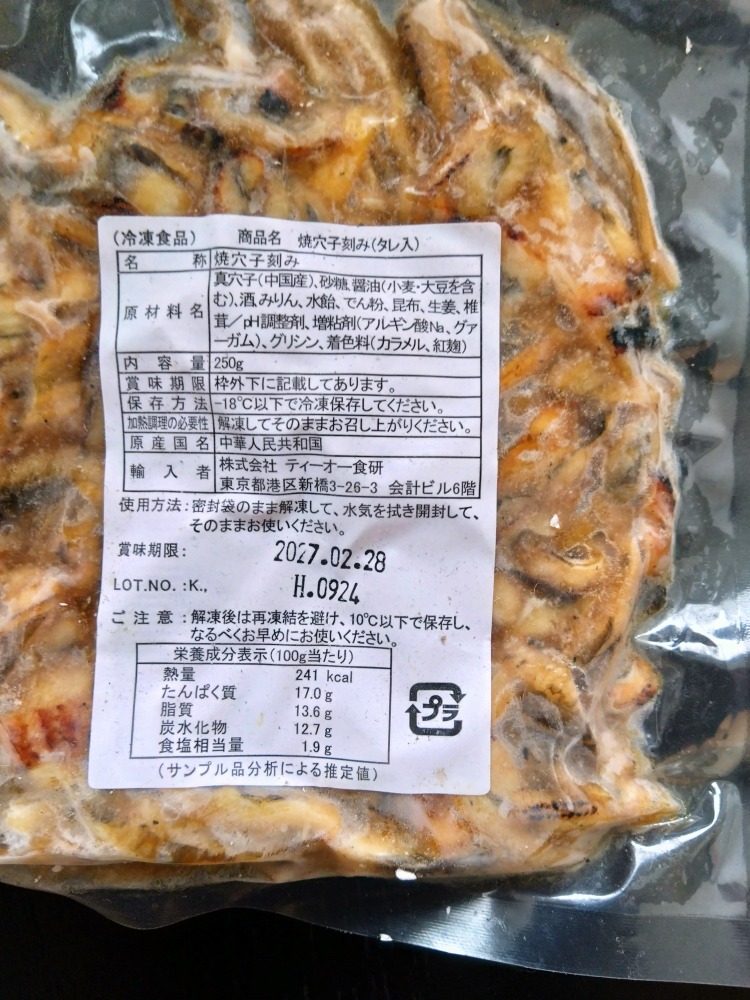 (冷凍食品) 商品名 焼穴子刻み(タレ入)
名称 焼穴子刻み
原材料名 真穴子(中国産)、砂糖、醤油(小麦・大豆を含
む)、酒、みりん、水飴、でん粉、昆布、生姜、椎
茸/pH調整剤、増粘剤(アルギン酸Na、グァ
ーガム)、グリシン、着色料(カラメル、紅麹)
内容量 250g
賞味期限 枠外下に記載してあります。
保存方法 -18℃以下で冷凍保存してください。
加熱調理の必要性 解凍してそのままお召し上がりください。
原産国名 中華人民共和国
輸入者 株式会社 ティーオー食研
東京都港区新橋3-26-3 会計ビル6階
使用方法:密封袋のまま解凍して、水気を拭き開封して、
そのままお使いください。
賞味期限: 2027.02.28
LOT.NO. :K., H.0924
ご注意:解凍後は再凍結を避け、10℃以下で保存し、
なるべくお早めにお使いください。
栄養成分表示(100g当たり)
熱量 241 kcal
たんぱく質 17.0 g
脂質 13.6 g
炭水化物 12.7 g
食塩相当量 1.9 g
プラ
(サンプル品分析による推定値)